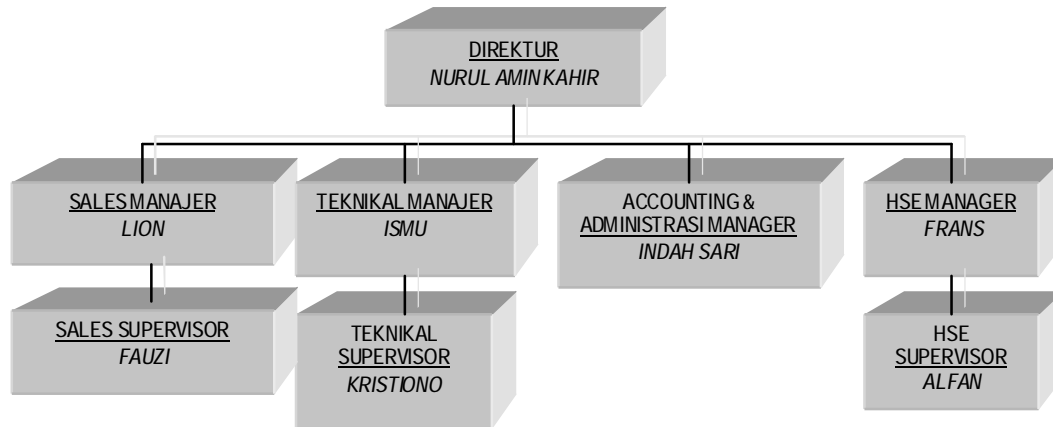 DIREKTUR
NURUL AMIN KAHIR
SALES MANAJER
LION
TEKNIKAL MANAJER
ISMU
ACCOUNTING &
ADMINISTRASI MANAGER
INDAH SARI
HSE MANAGER
FRANS
SALES SUPERVISOR
FAUZI
TEKNIKAL
SUPERVISOR
KRISTIONO
HSE
SUPERVISOR
ALFAN